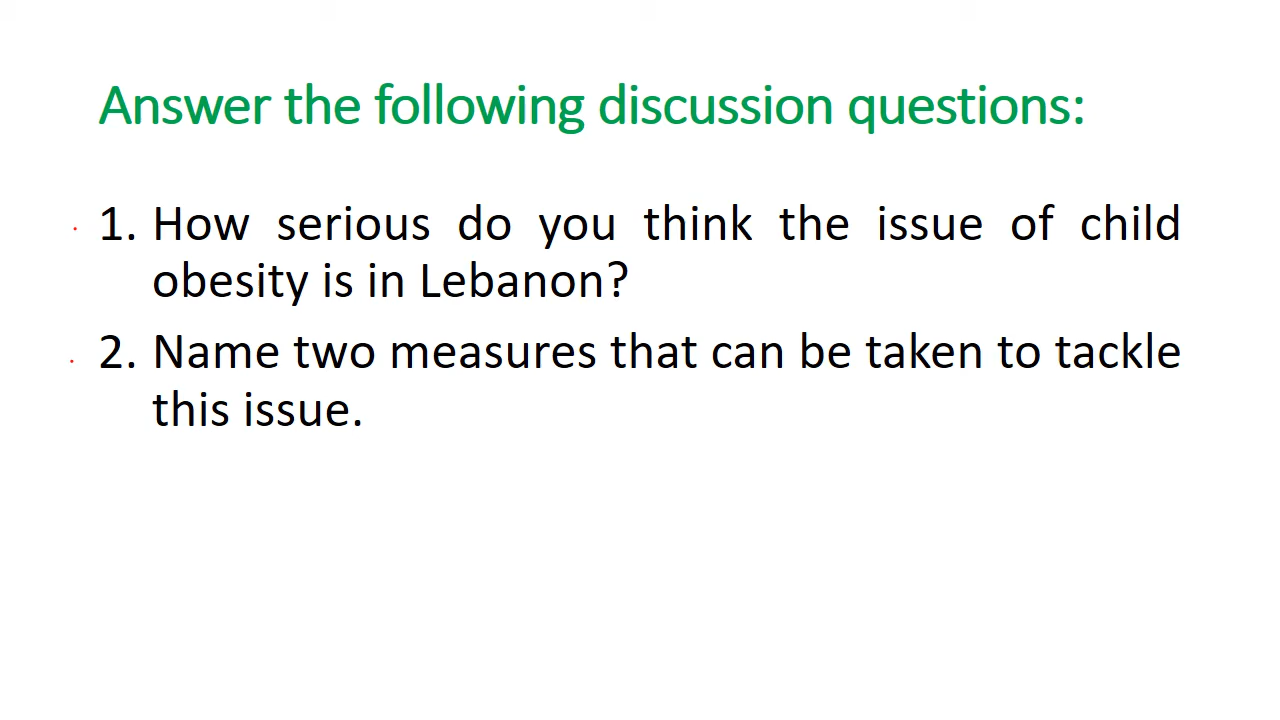 Answer the following discussion questions:
1. How serious do you think the issue of child
obesity is in Lebanon?
2. Name two measures that can be taken to tackle
this issue.